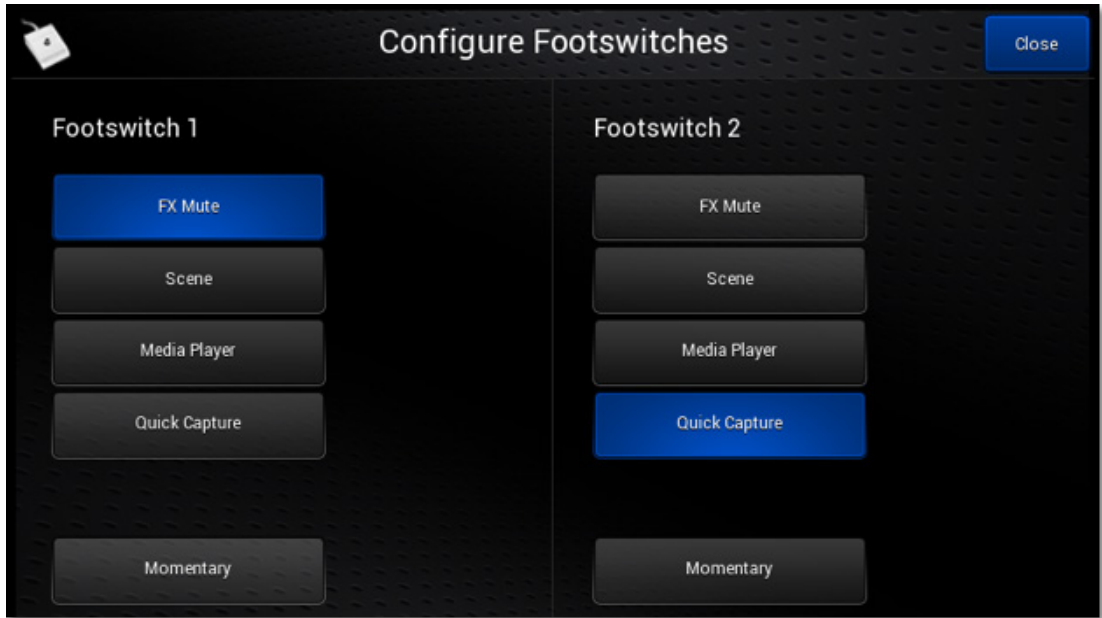 Configure Footswitches
Close
Footswitch 1
FX Mute
Scene
Media Player
Quick Capture
Momentary
Footswitch 2
FX Mute
Scene
Media Player
Quick Capture
Momentary